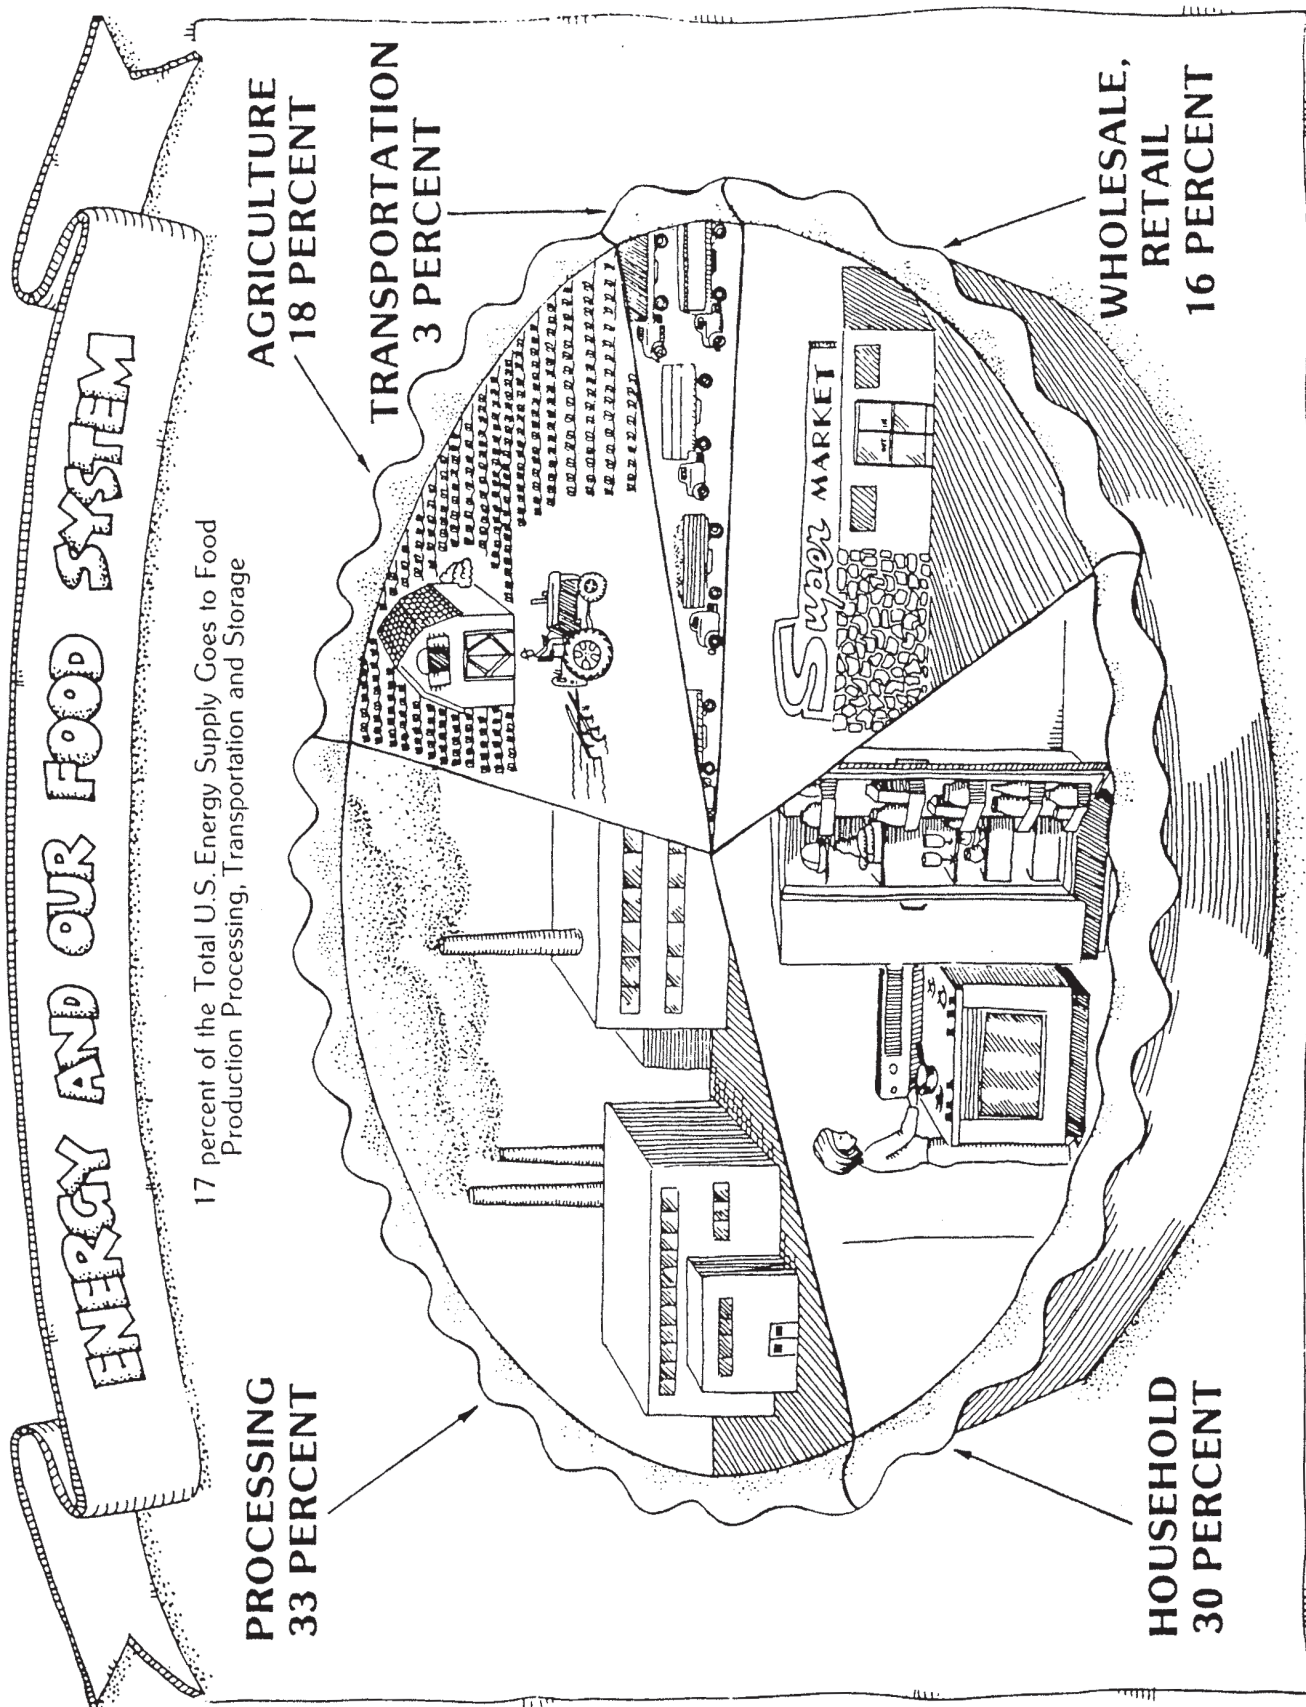 ENERGY AND OUR FOOD SYSTEM
17 percent of the Total U.S. Energy Supply Goes to Food
Production Processing, Transportation and Storage
PROCESSING
33 PERCENT
AGRICULTURE
18 PERCENT
TRANSPORTATION
3 PERCENT
Super MARKET
HOUSEHOLD
30 PERCENT
WHOLESALE,
RETAIL
16 PERCENT